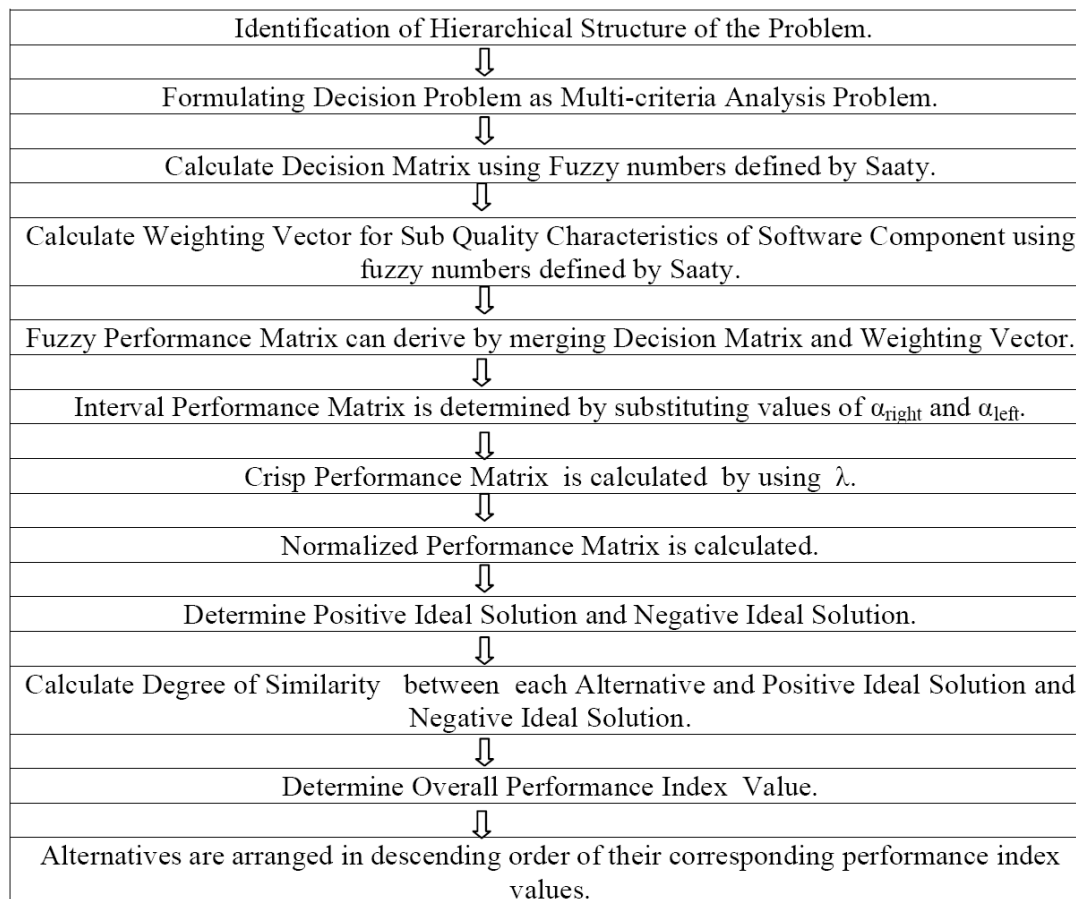 Identification of Hierarchical Structure of the Problem.
Formulating Decision Problem as Multi-criteria Analysis Problem.
Calculate Decision Matrix using Fuzzy numbers defined by Saaty.
Calculate Weighting Vector for Sub Quality Characteristics of Software Component using
fuzzy numbers defined by Saaty.
Fuzzy Performance Matrix can derive by merging Decision Matrix and Weighting Vector.
Interval Performance Matrix is determined by substituting values of αright and αleft.
Crisp Performance Matrix is calculated by using λ.
Normalized Performance Matrix is calculated.
Determine Positive Ideal Solution and Negative Ideal Solution.
Calculate Degree of Similarity between each Alternative and Positive Ideal Solution and
Negative Ideal Solution.
Determine Overall Performance Index Value.
Alternatives are arranged in descending order of their corresponding performance index
values.